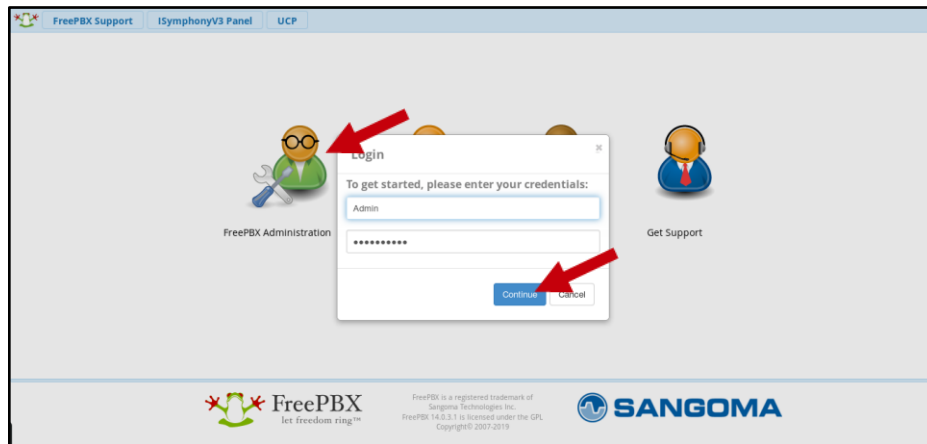 FreePBX Support
ISymphonyV3 Panel
UCP
Login
×
To get started, please enter your credentials:
Admin
••••••••••
FreePBX Administration
Get Support
Continue
Cancel
FreePBX
let freedom ring™
FreePBX is a registered trademark of
Sangoma Technologies Inc.
FreePBX 14.0.3.1 is licensed under the GPL
Copyright© 2007-2019
SANGOMA